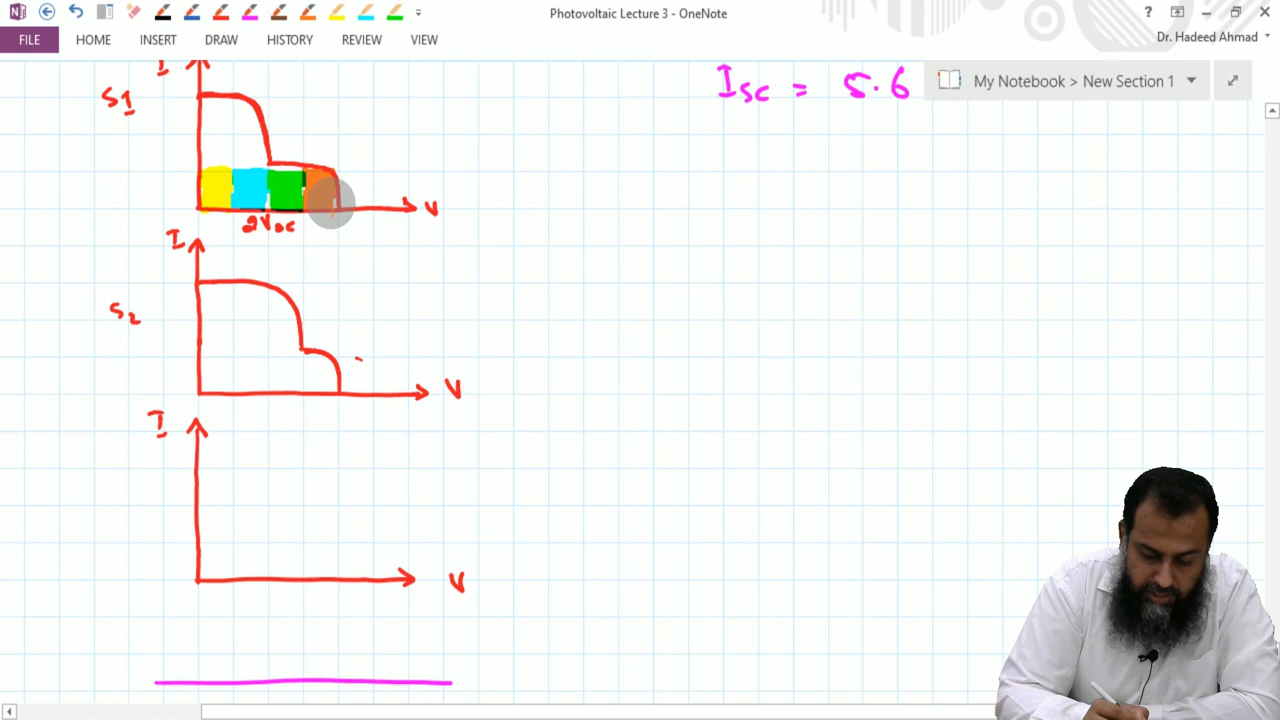 Photovoltaic Lecture 3 - OneNote
?
Dr. Hadeed Ahmad
FILE HOME INSERT DRAW HISTORY REVIEW VIEW
My Notebook > New Section 1
I
S1
Isc = 5.6
V
2Voc
I
S2
V
I
V